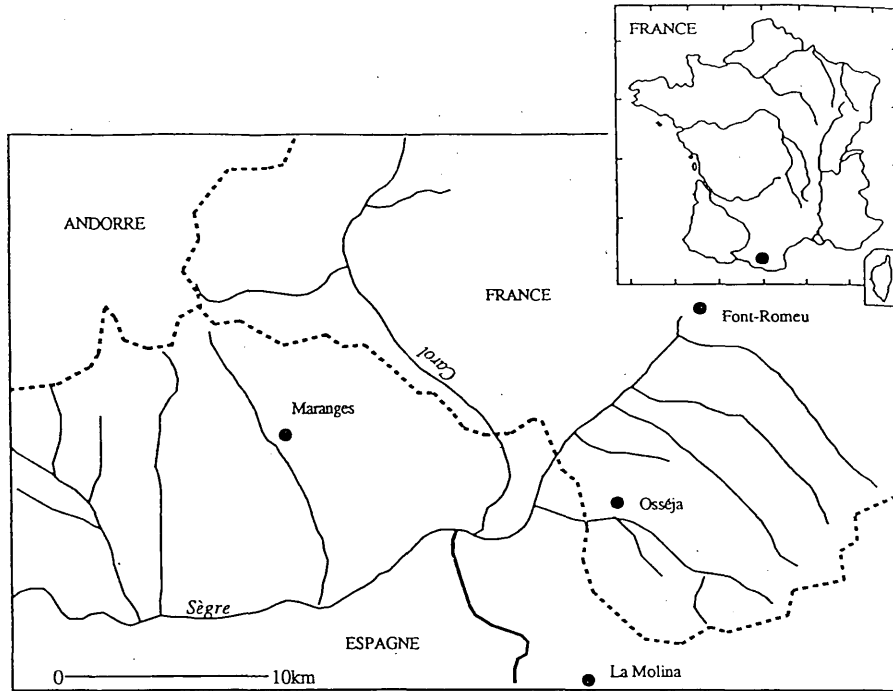 FRANCE
ANDORRE
FRANCE
Font-Romeu
Carol
Maranges
Osséja
Sègre
ESPAGNE
0 10km
La Molina